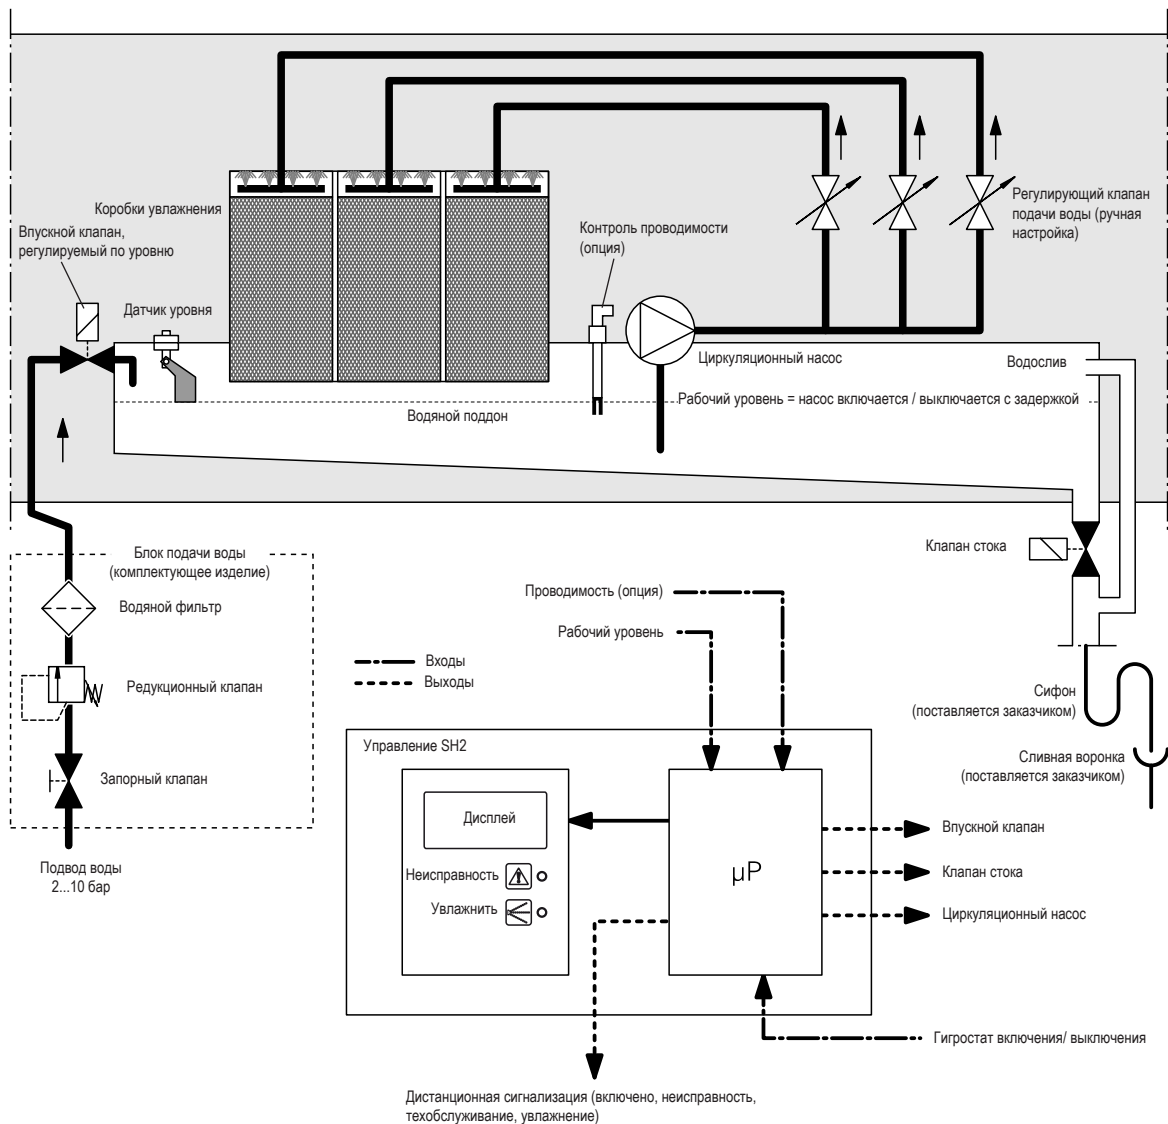 Коробки увлажнения
Впускной клапан,
регулируемый по уровню
Датчик уровня
Контроль проводимости
(опция)
Регулирующий клапан
подачи воды (ручная
настройка)
Циркуляционный насос
Водослив
Рабочий уровень = насос включается / выключается с задержкой
Водяной поддон
Клапан стока
Блок подачи воды
(комплектующее изделие)
Водяной фильтр
Редукционный клапан
Запорный клапан
Подвод воды
2...10 бар
Проводимость (опция)
Рабочий уровень
Входы
Выходы
Сифон
(поставляется заказчиком)
Сливная воронка
(поставляется заказчиком)
Управление SH2
Дисплей
Неисправность
Увлажнить
µP
Впускной клапан
Клапан стока
Циркуляционный насос
Гигростат включения/ выключения
Дистанционная сигнализация (включено, неисправность,
техобслуживание, увлажнение)